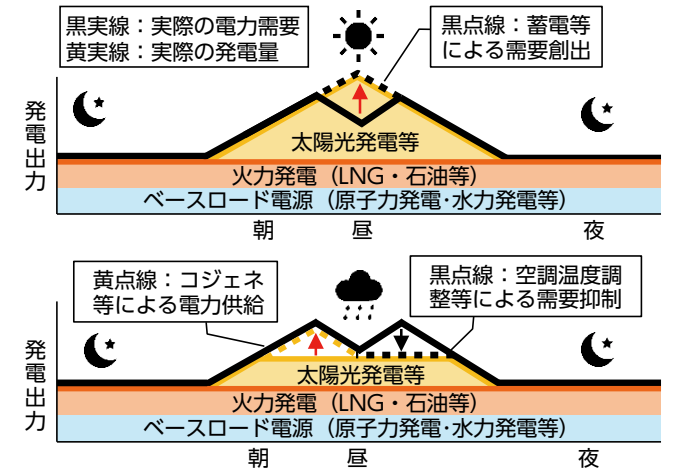 黒実線：実際の電力需要
黄実線：実際の発電量
黒点線：蓄電等
による需要創出
発電出力
太陽光発電等
火力発電（LNG・石油等）
ベースロード電源（原子力発電･水力発電等）
朝 昼 夜
黄点線：コジェネ
等による電力供給
黒点線：空調温度調
整等による需要抑制
発電出力
太陽光発電等
火力発電（LNG・石油等）
ベースロード電源（原子力発電･水力発電等）
朝 昼 夜